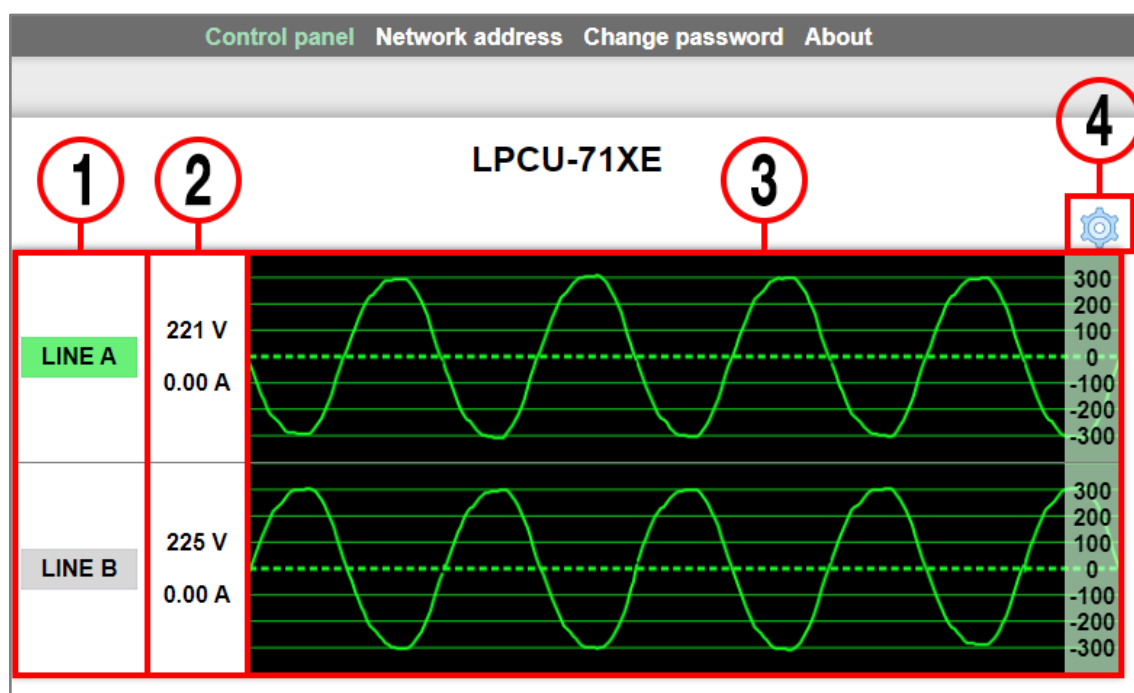 Control panel Network address Change password About
LPCU-71XE
1
2
3
4
LINE A
221 V
0.00 A
300
200
100
0
-100
-200
-300
LINE B
225 V
0.00 A
300
200
100
0
-100
-200
-300